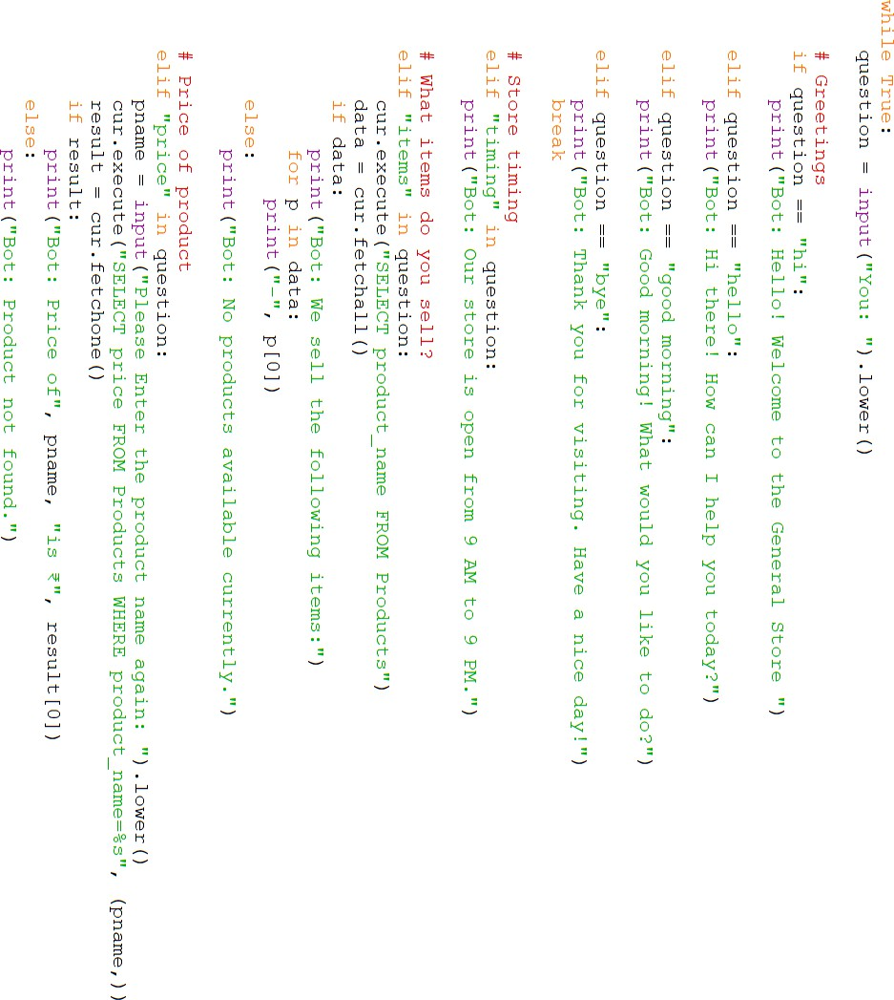 while True:
    question = input("You: ").lower()
    # Greetings
    if question == "hi":
        print("Bot: Hello! Welcome to the General Store ")
    elif question == "hello":
        print("Bot: Hi there! How can I help you today?")
    elif question == "good morning":
        print("Bot: Good morning! What would you like to do?")
    elif question == "bye":
        print("Bot: Thank you for visiting. Have a nice day!")
        break
    # Store timing
    elif "timing" in question:
        print("Bot: Our store is open from 9 AM to 9 PM.")
    # What items do you sell?
    elif "items" in question:
        cur.execute("SELECT product_name FROM Products")
        data = cur.fetchall()
        if data:
            print("Bot: We sell the following items:")
            for p in data:
                print("-", p[0])
        else:
            print("Bot: No products available currently.")
    # Price of product
    elif "price" in question:
        pname = input("Please Enter the product name again: ").lower()
        cur.execute("SELECT price FROM Products WHERE product_name=%s", (pname,))
        result = cur.fetchone()
        if result:
            print("Bot: Price of", pname, "is ₹", result[0])
        else:
            print("Bot: Product not found.")